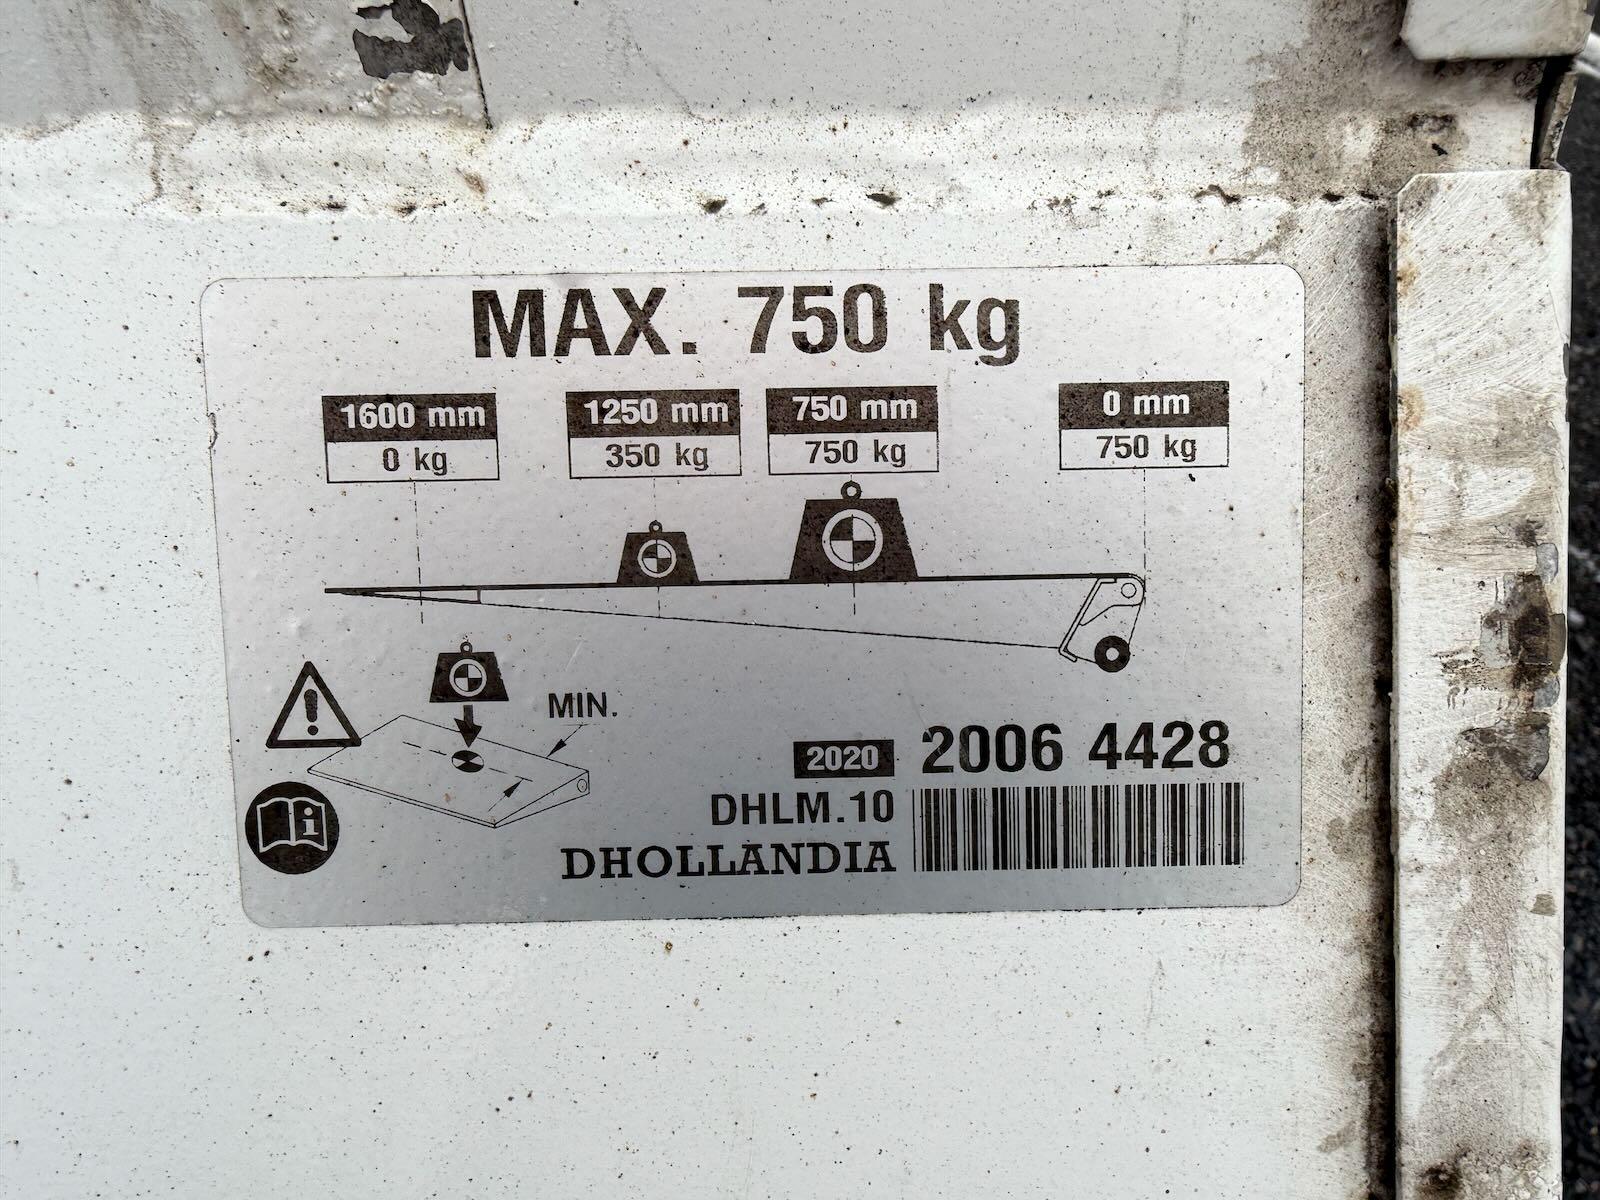 MAX. 750 kg
1600 mm 1250 mm 750 mm 0 mm
0 kg 350 kg 750 kg 750 kg
MIN.
2020 2006 4428
DHLM.10
DHOLLANDIA